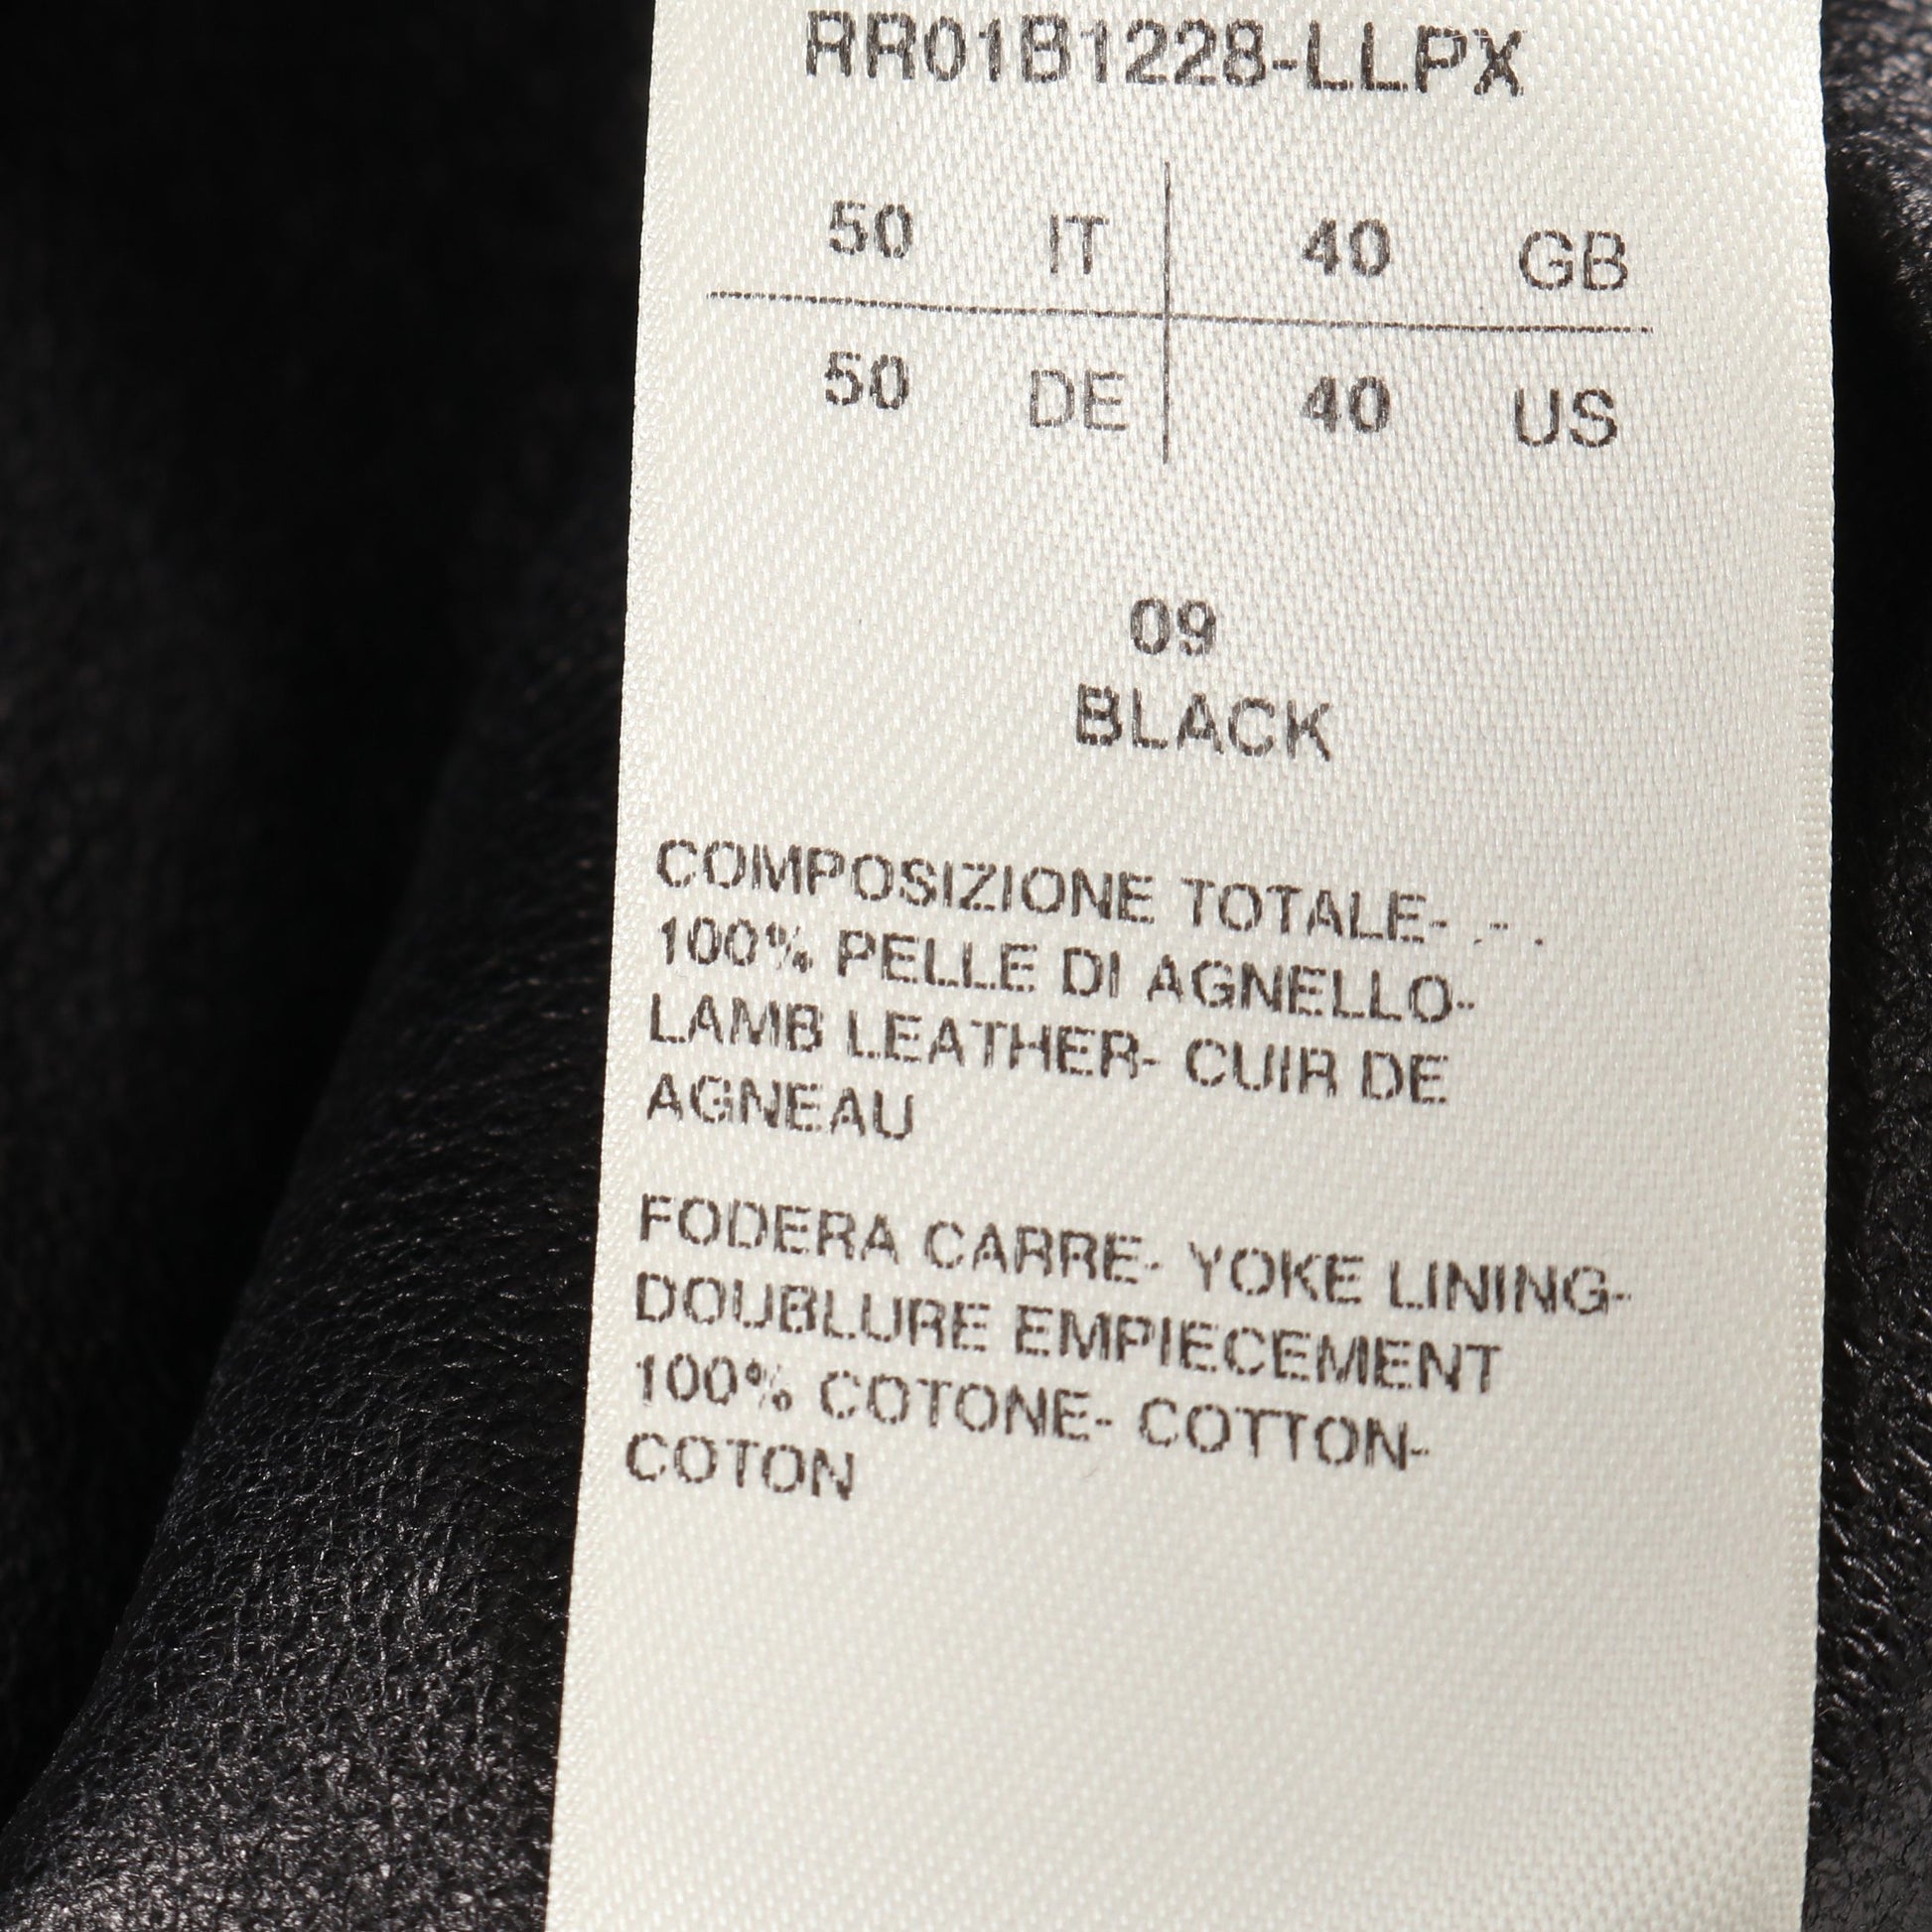 RR01B1228-LLPX
50 IT 40 GB
50 DE 40 US
09
BLACK
COMPOSIZIONE TOTALE- .- .
100% PELLE DI AGNELLO-
LAMB LEATHER- CUIR DE
AGNEAU
FODERA CARRE- YOKE LINING-
DOUBLURE EMPIECEMENT
100% COTONE- COTTON-
COTON